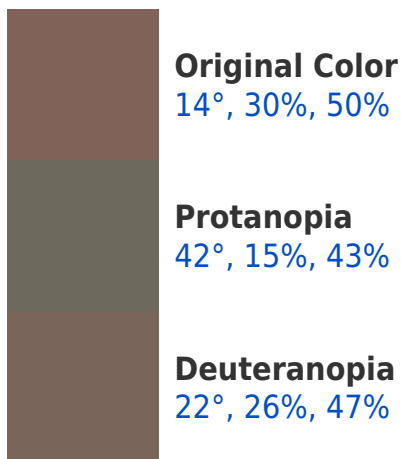 Original Color
14°, 30%, 50%
Protanopia
42°, 15%, 43%
Deuteranopia
22°, 26%, 47%